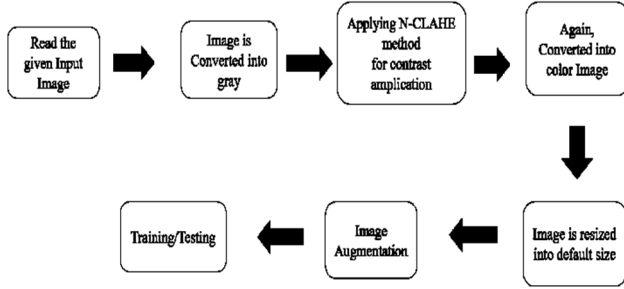 Read the
given Input
Image
Image is
Converted into
gray
Applying N-CLAHE
method
for contrast
amplication
Again,
Converted into
color Image
Image is resized
into default size
Image
Augmentation
Training/Testing